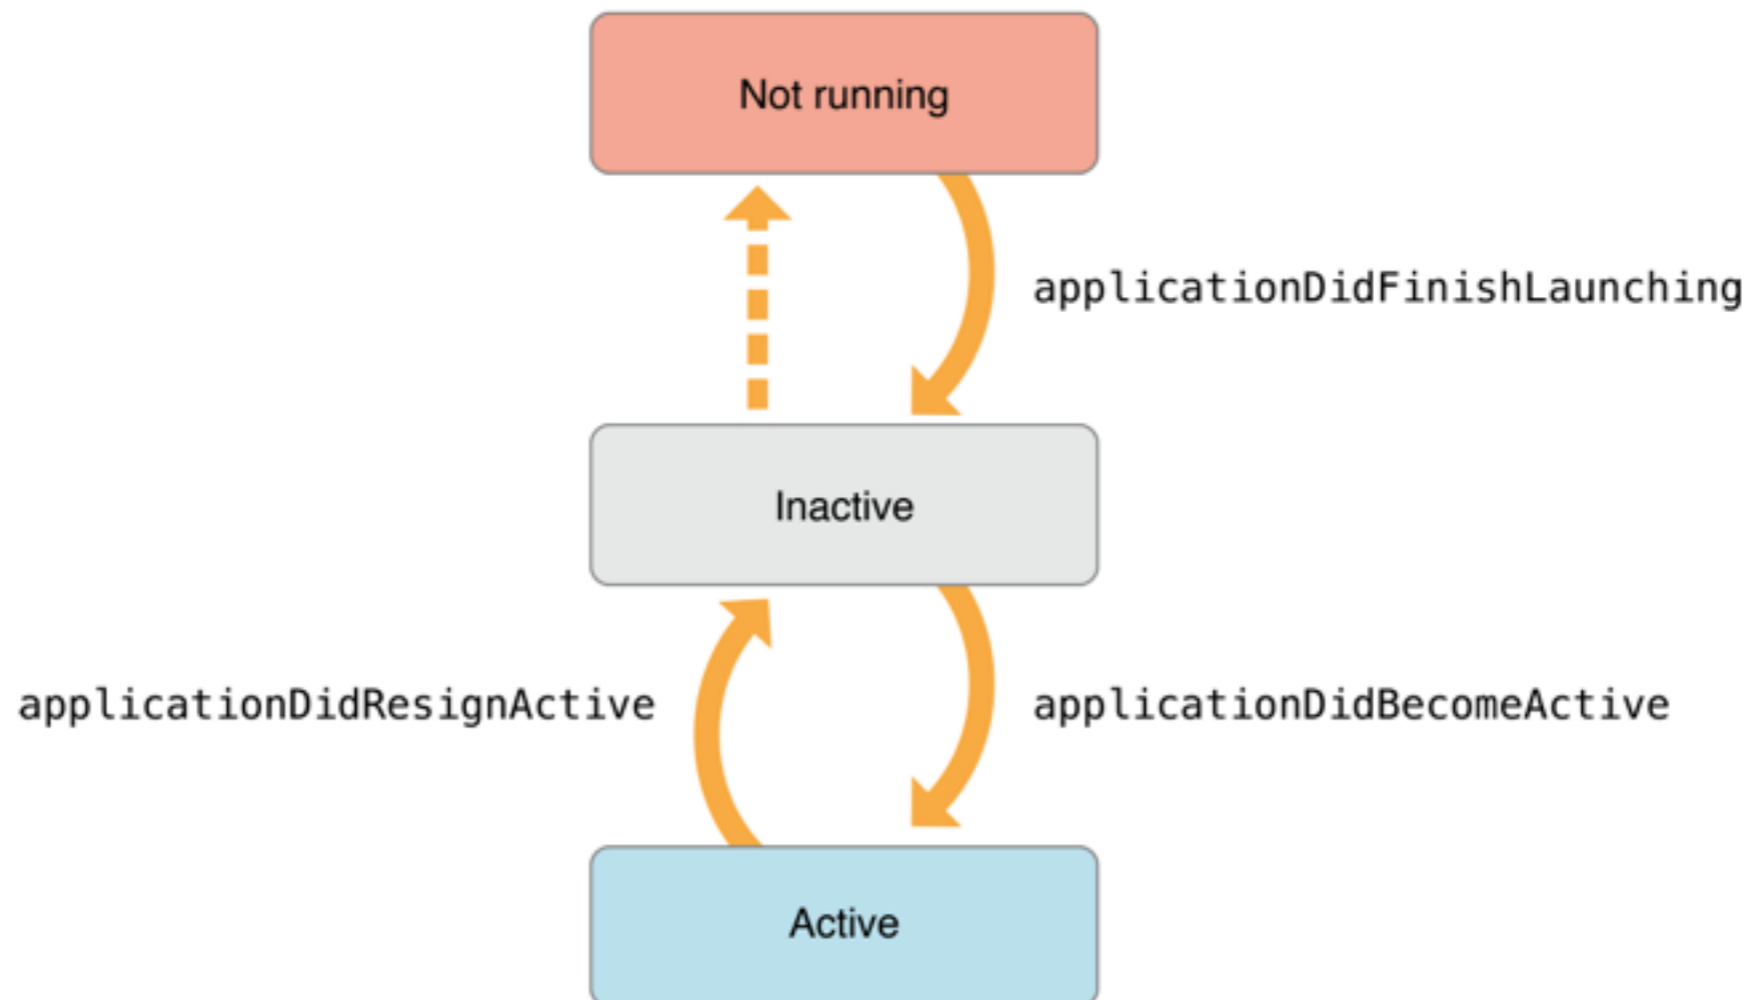 Not running
applicationDidFinishLaunching
Inactive
applicationDidResignActive
applicationDidBecomeActive
Active